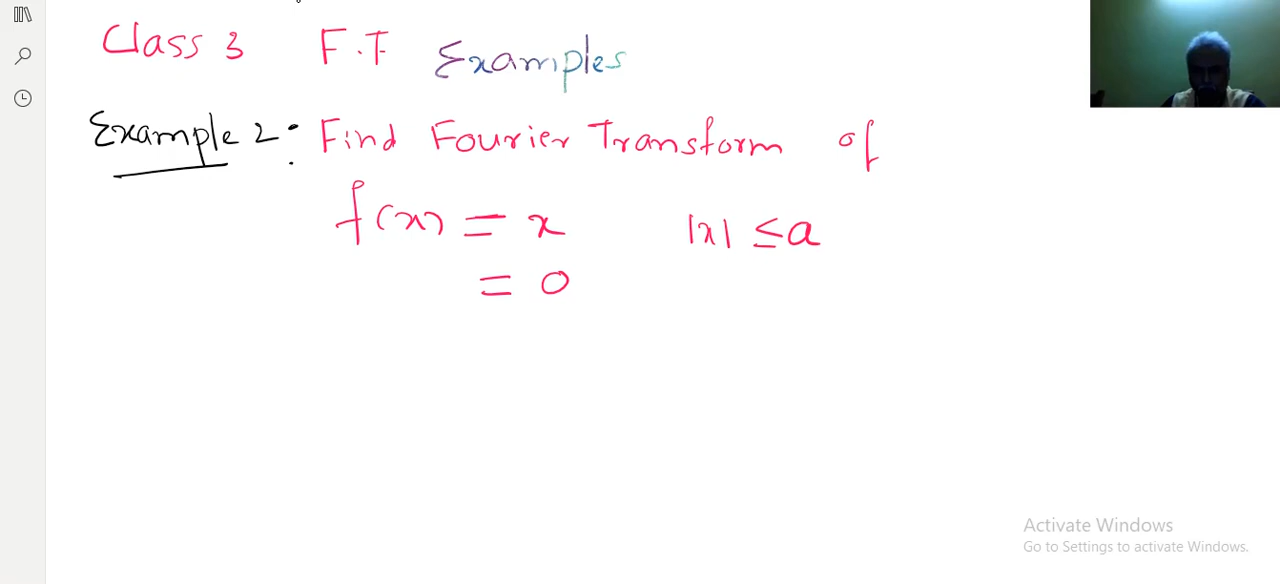 Class 3 F.T Examples
Example 2: Find Fourier Transform of
f(x) = x |x| ≤ a
= 0
Activate Windows
Go to Settings to activate Windows.